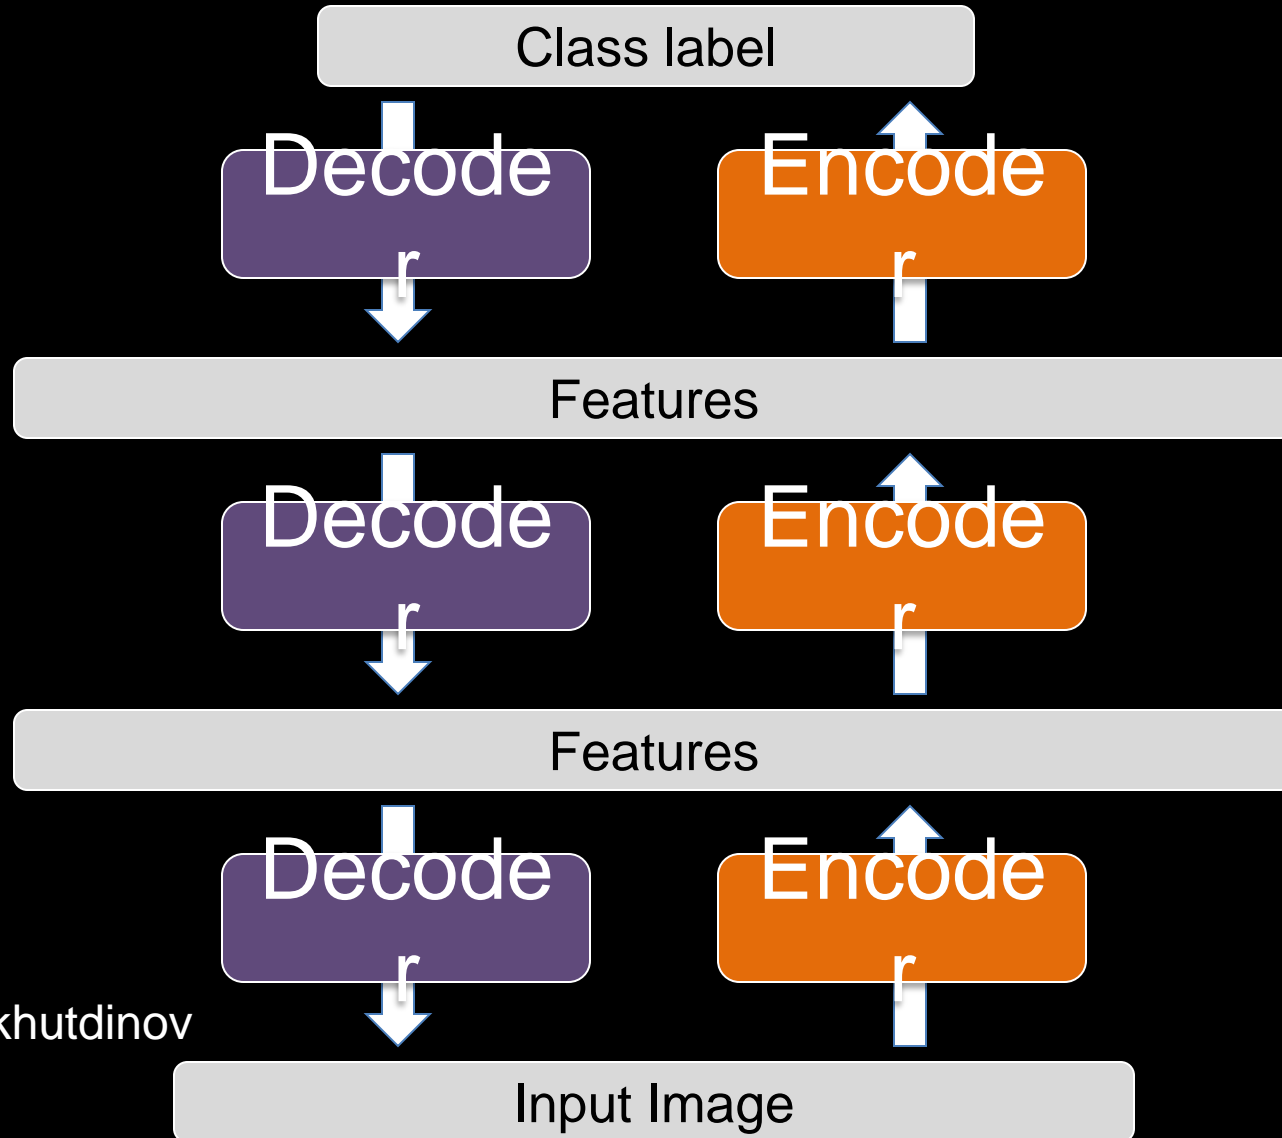 Class label
Decode Encode
r r
Features
Decode Encode
r r
Features
Decode Encode
r r
khutdinov
Input Image